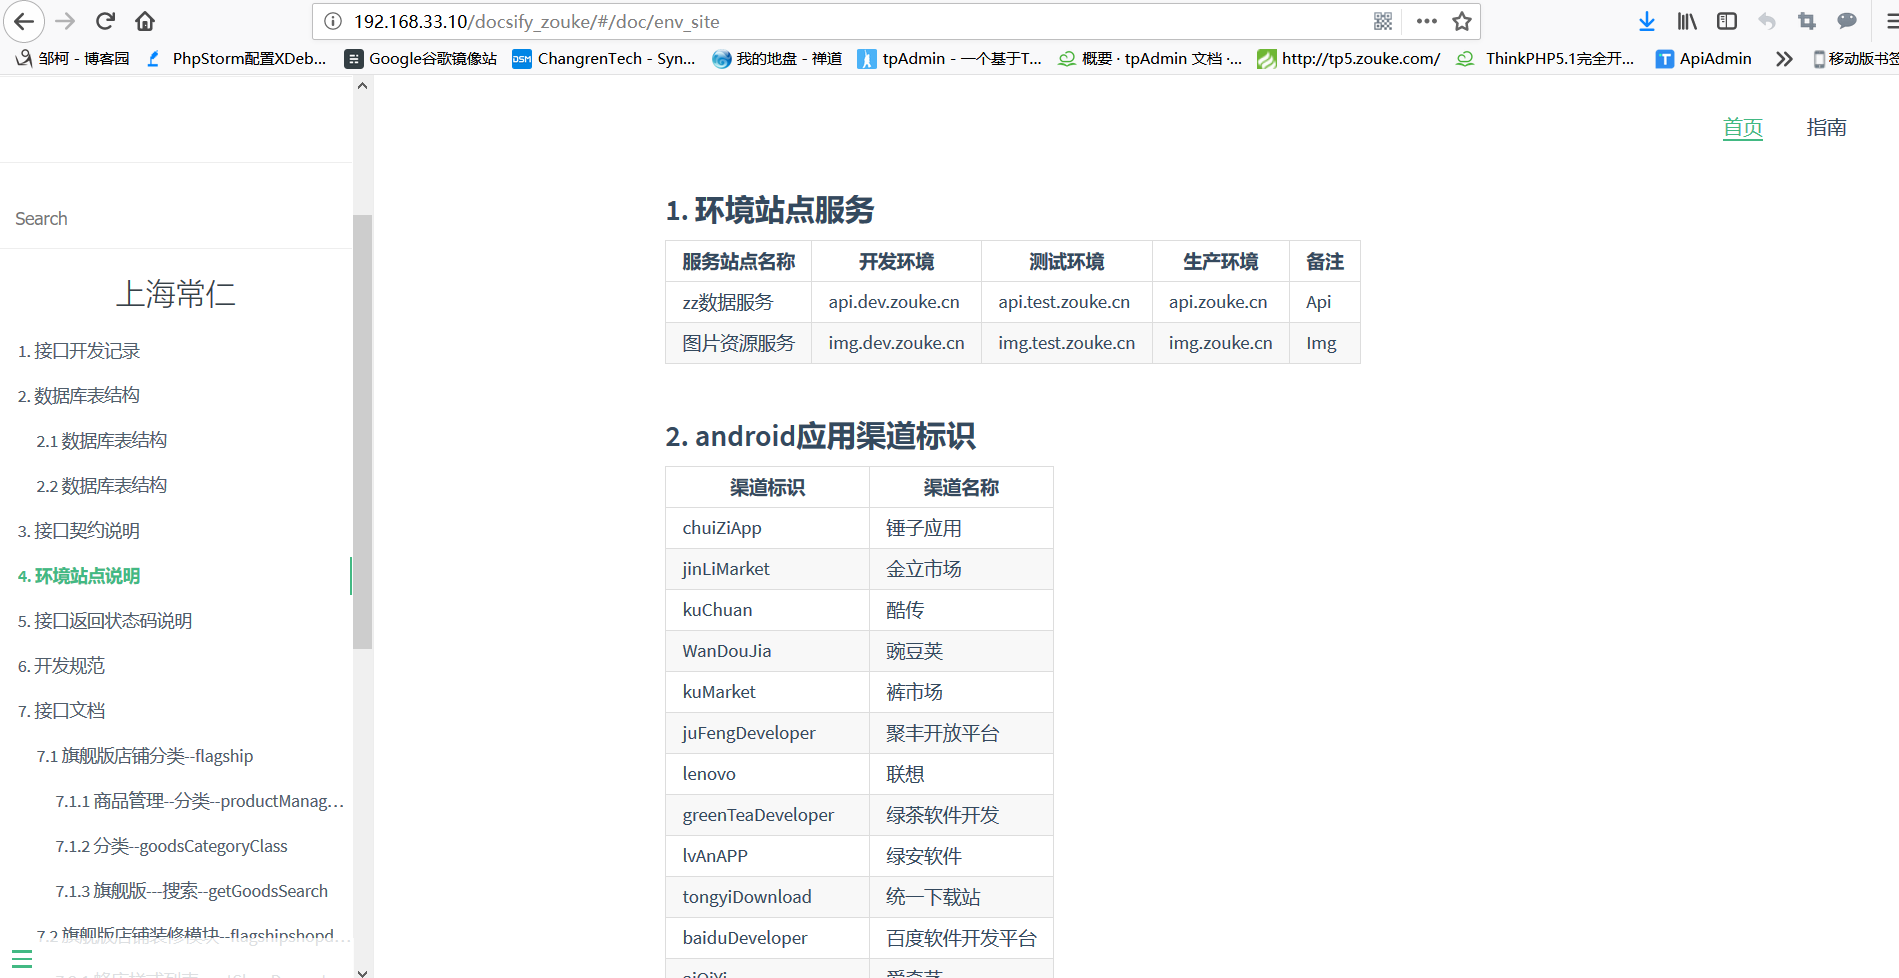 192.168.33.10/docsify_zouke/#/doc/env_site
邹柯 - 博客园 PhpStorm配置XDeb... Google谷歌镜像站 ChangrenTech - Syn... 我的地盘 - 禅道 tpAdmin - 一个基于T... 概要 · tpAdmin 文档 ·... http://tp5.zouke.com/ ThinkPHP5.1完全开... ApiAdmin 移动版书签
首页 指南
Search
上海常仁
1. 接口开发记录
2. 数据库表结构
2.1 数据库表结构
2.2 数据库表结构
3. 接口契约说明
4. 环境站点说明
5. 接口返回状态码说明
6. 开发规范
7. 接口文档
7.1 旗舰版店铺分类--flagship
7.1.1 商品管理--分类--productManag...
7.1.2 分类--goodsCategoryClass
7.1.3 旗舰版---搜索--getGoodsSearch
7.2 旗舰版店铺装修模块--flagshipshopd...
1. 环境站点服务
服务站点名称 开发环境 测试环境 生产环境 备注
zz数据服务 api.dev.zouke.cn api.test.zouke.cn api.zouke.cn Api
图片资源服务 img.dev.zouke.cn img.test.zouke.cn img.zouke.cn Img
2. android应用渠道标识
渠道标识 渠道名称
chuiZiApp 锤子应用
jinLiMarket 金立市场
kuChuan 酷传
WanDouJia 豌豆荚
kuMarket 裤市场
juFengDeveloper 聚丰开放平台
lenovo 联想
greenTeaDeveloper 绿茶软件开发
lvAnAPP 绿安软件
tongyiDownload 统一下载站
baiduDeveloper 百度软件开发平台
aiQiYi 爱奇艺